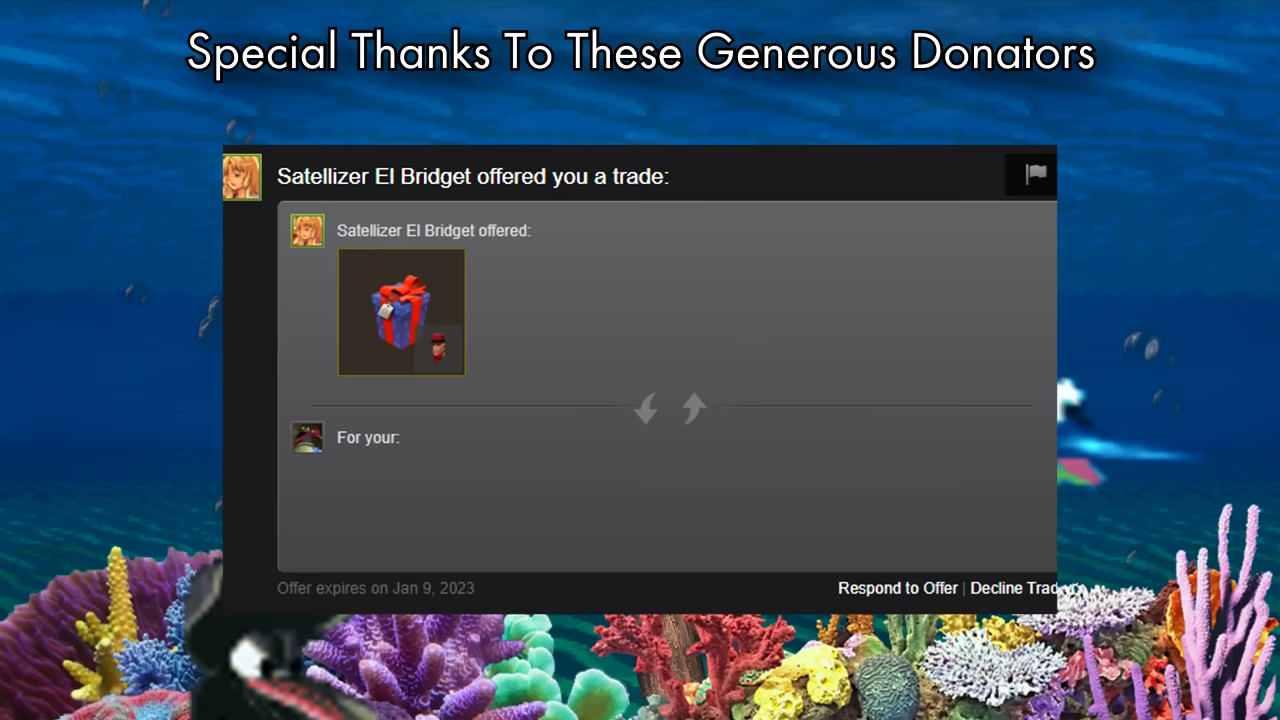 Special Thanks To These Generous Donators
Satellizer El Bridget offered you a trade:
Satellizer El Bridget offered:
For your:
Offer expires on Jan 9, 2023
Respond to Offer | Decline Trad